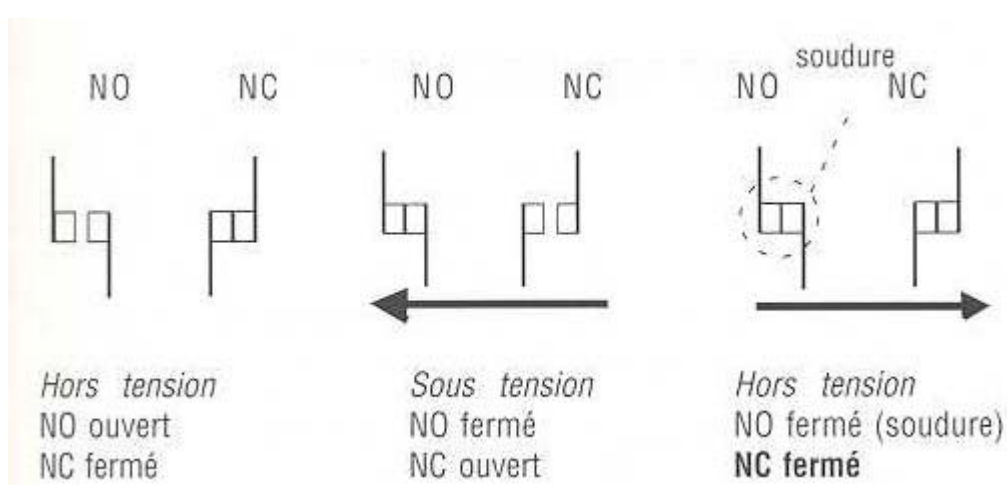 soudure
NO NC NO NC NO NC
Hors tension
NO ouvert
NC fermé
Sous tension
NO fermé
NC ouvert
Hors tension
NO fermé (soudure)
NC fermé